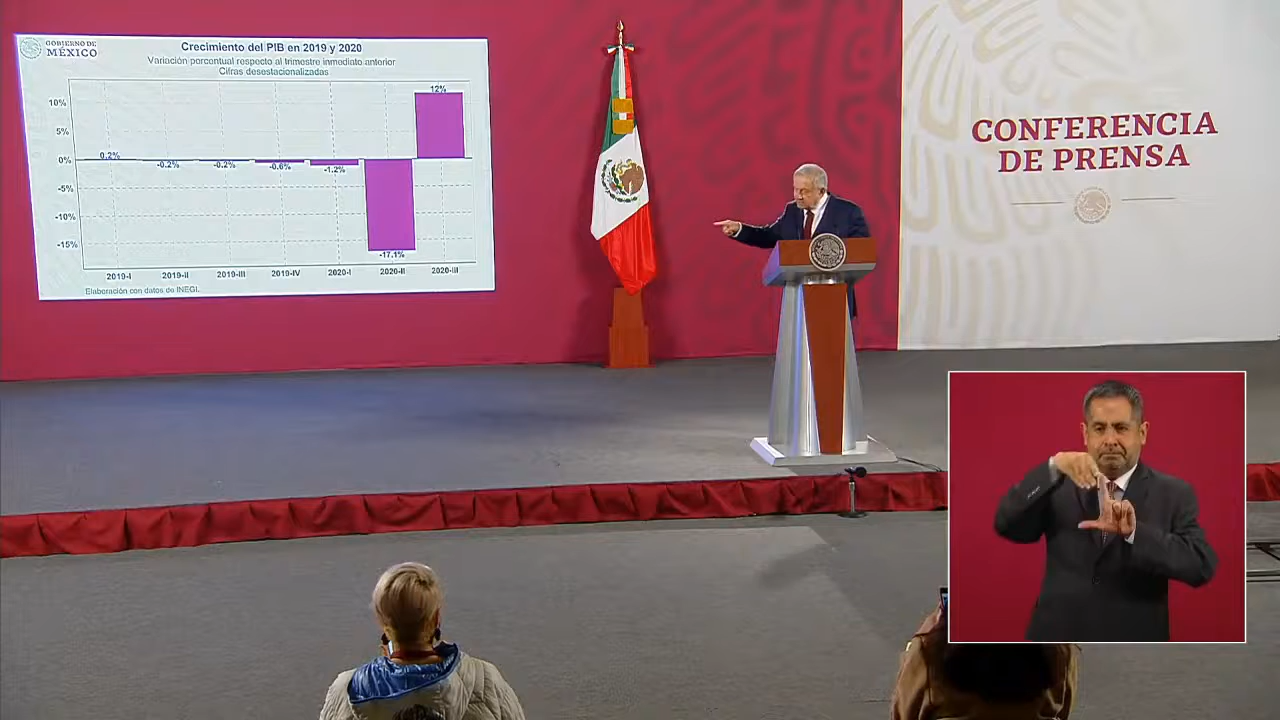 GOBIERNO DE
MÉXICO
Crecimiento del PIB en 2019 y 2020
Variación porcentual respecto al trimestre inmediato anterior
Cifras desestacionalizadas
10%
5%
0%
-5%
-10%
-15%
0.2%
-0.2%
-0.2%
-0.6%
-1.2%
-17.1%
12%
2019-I
2019-II
2019-III
2019-IV
2020-I
2020-II
2020-III
Elaboración con datos de INEGI.
CONFERENCIA
DE PRENSA